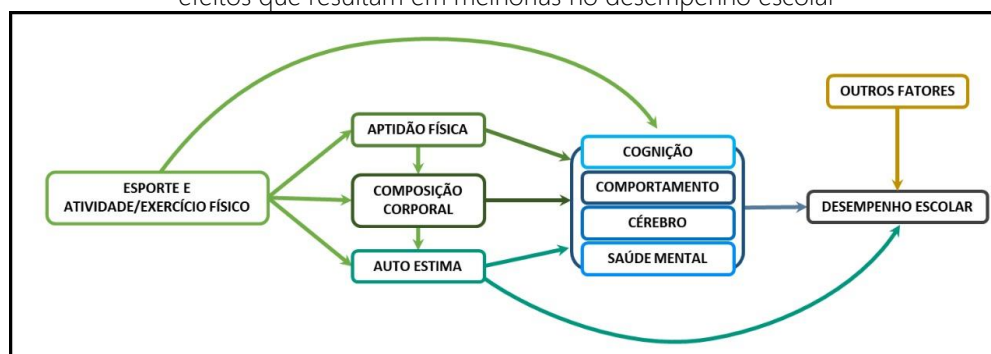 efeitos que resultam em melhorias no desempenho escolar
OUTROS FATORES
APTIDÃO FÍSICA
COGNIÇÃO
ESPORTE E
ATIVIDADE/EXERCÍCIO FÍSICO
COMPOSIÇÃO
CORPORAL
COMPORTAMENTO
CÉREBRO
DESEMPENHO ESCOLAR
AUTO ESTIMA
SAÚDE MENTAL